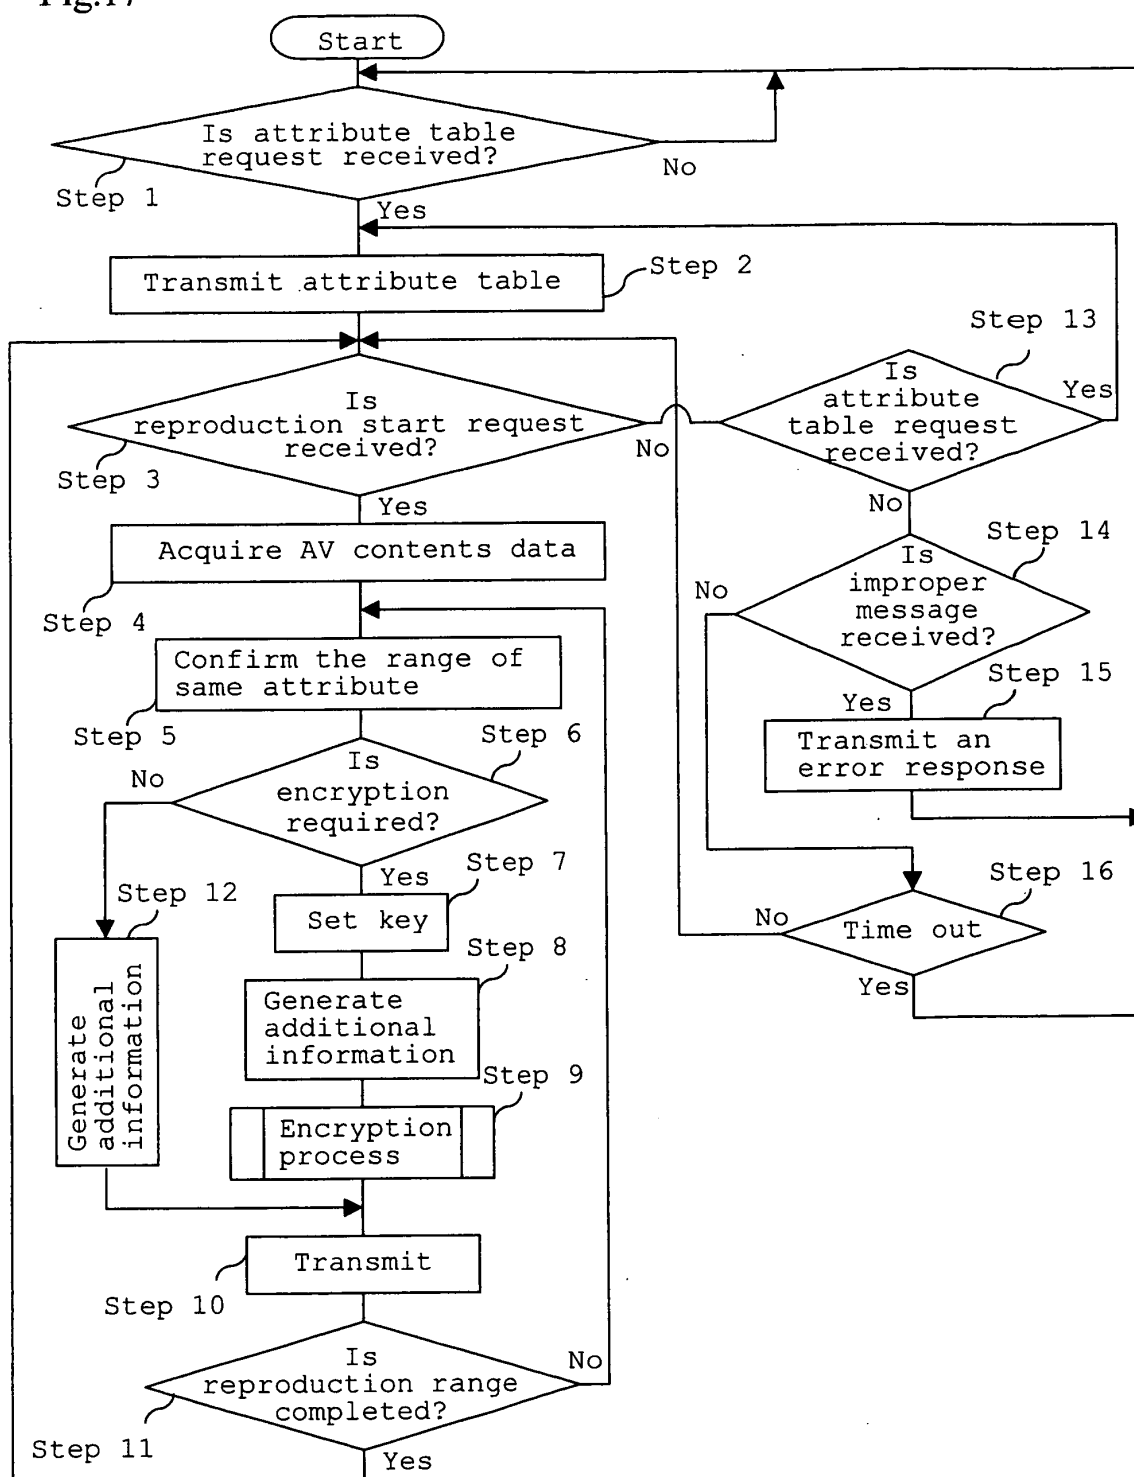 Fig.17
Start
Is attribute table
request received?
No
Step 1
Yes
Transmit attribute table
Step 2
Step 13
Is
reproduction start request
received?
No
Step 3
Yes
Is
attribute
table request
received?
Yes
No
Acquire AV contents data
Step 4
Step 14
Is
improper
message
received?
No
Yes
Confirm the range of
same attribute
Step 5
Step 15
Transmit an
error response
Step 6
Is
encryption
required?
No
Yes
Step 7
Set key
Step 12
Generate
additional
information
Step 16
Time out
No
Yes
Step 8
Generate
additional
information
Step 9
Encryption
process
Transmit
Step 10
Is
reproduction range
completed?
No
Step 11
Yes